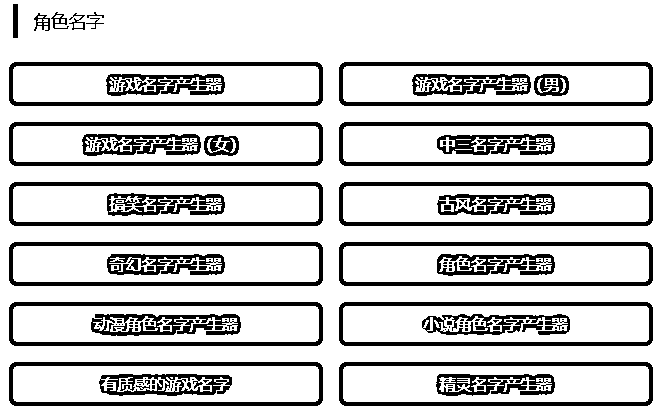 角色名字
游戏名字产生器
游戏名字产生器（男）
游戏名字产生器（女）
中二名字产生器
搞笑名字产生器
古风名字产生器
奇幻名字产生器
角色名字产生器
动漫角色名字产生器
小说角色名字产生器
有质感的游戏名字
精灵名字产生器